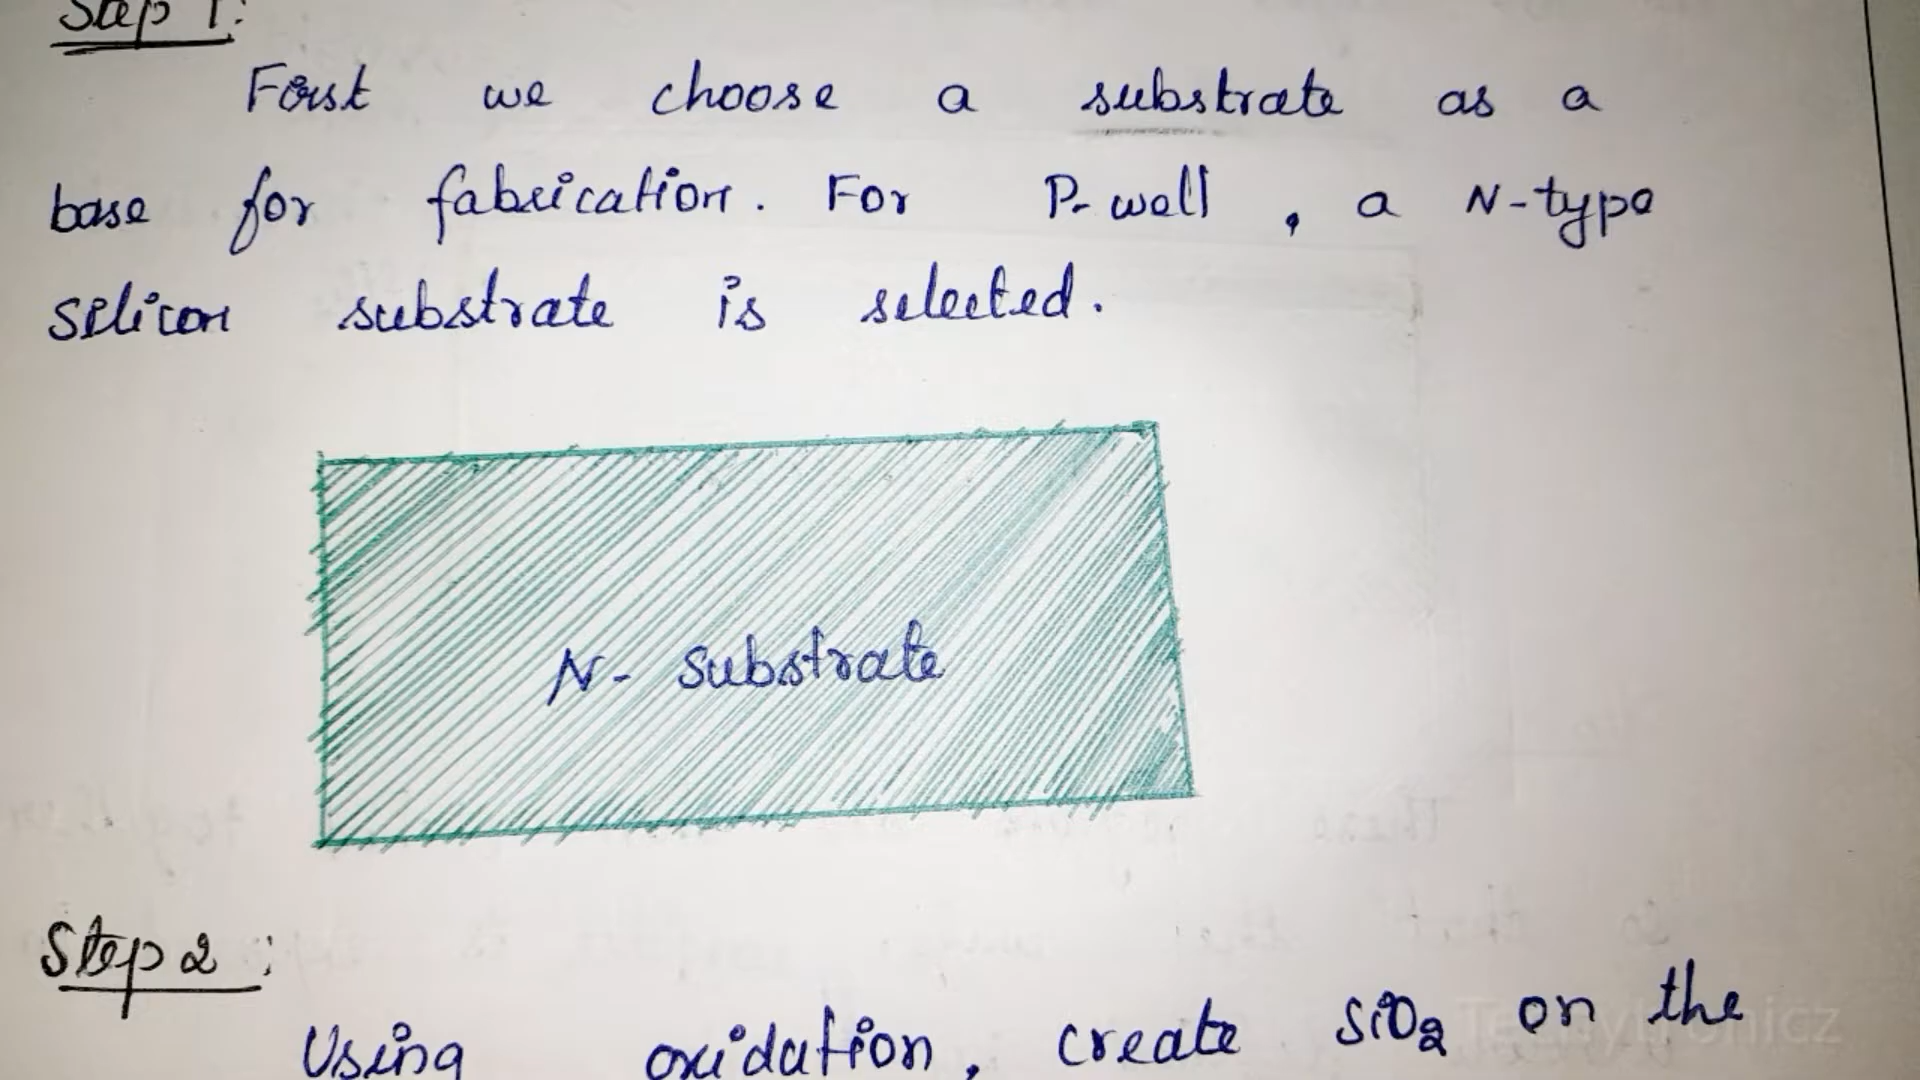 Step 1:
First we choose a substrate as a
base for fabrication. For P-well, a N-type
silicon substrate is selected.
N- Substrate
Step 2:
Using oxidation, create SiO2 on the